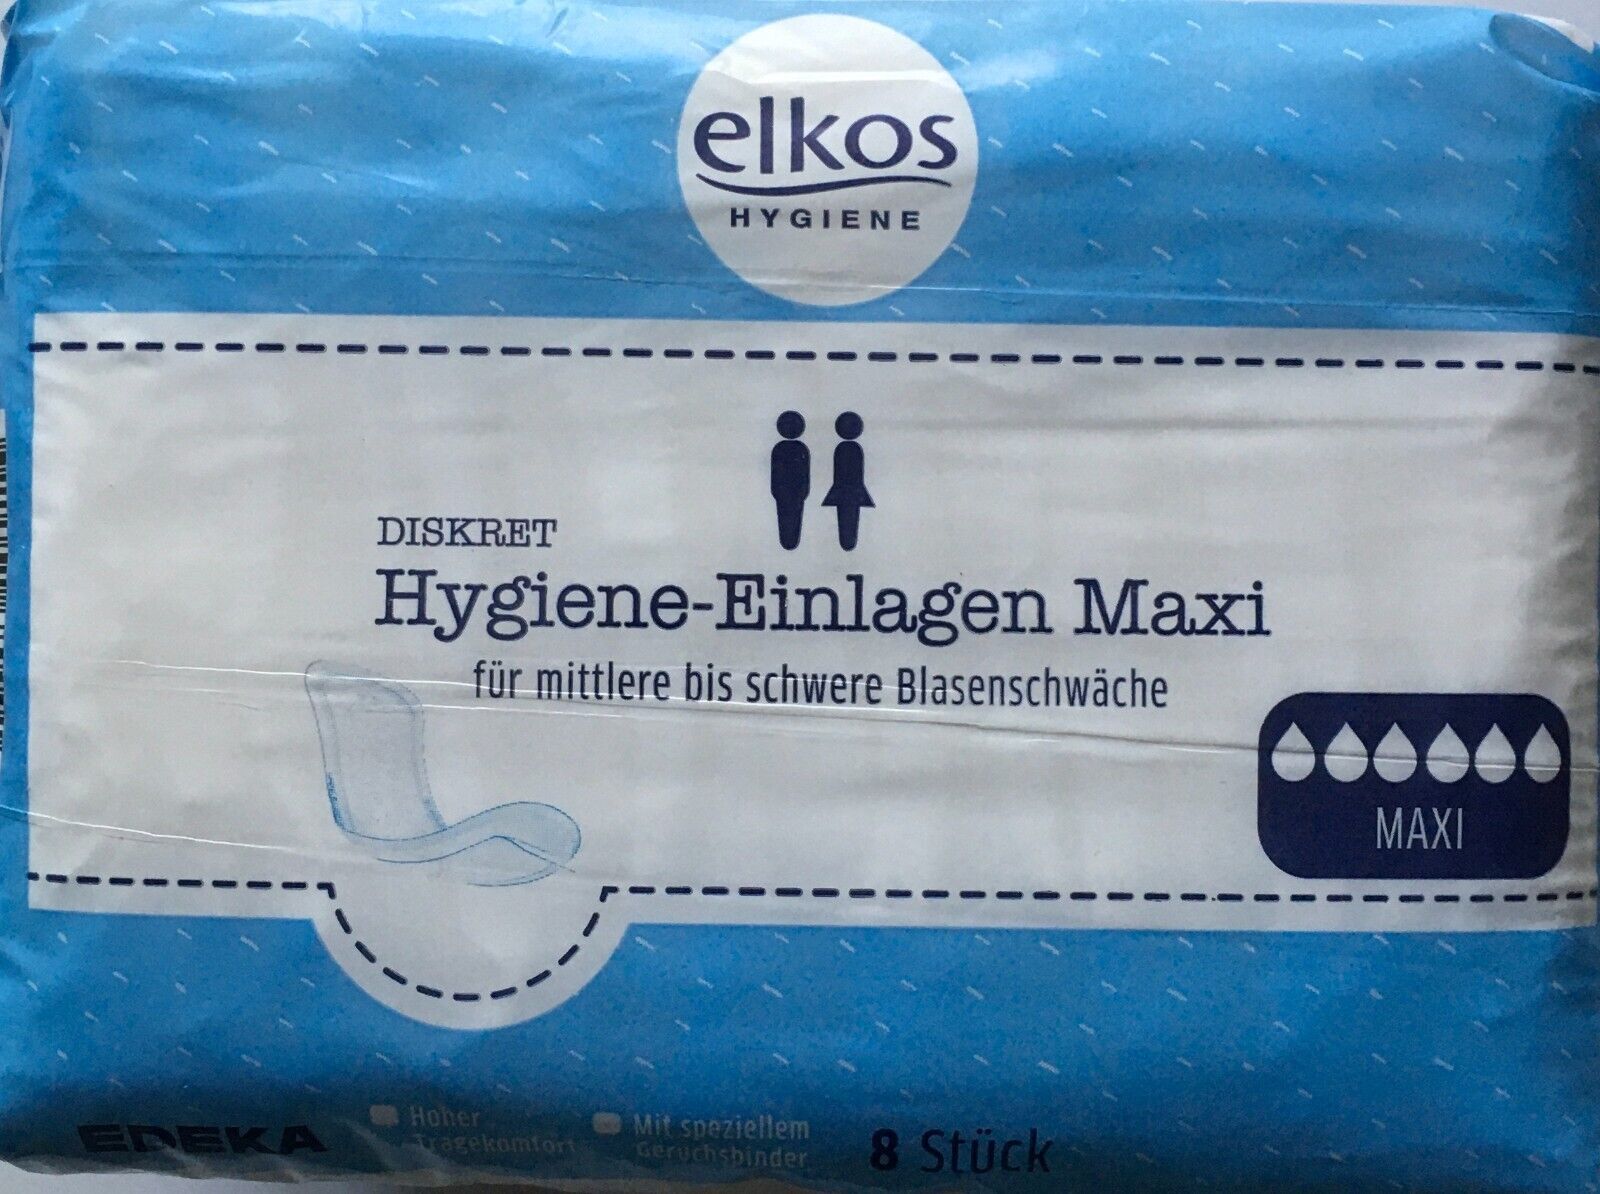 elkos
HYGIENE
DISKRET
Hygiene-Einlagen Maxi
für mittlere bis schwere Blasenschwäche
MAXI
EDEKA
Hoher
Tragekomfort
Mit speziellem
Geruchsbinder
8 Stück